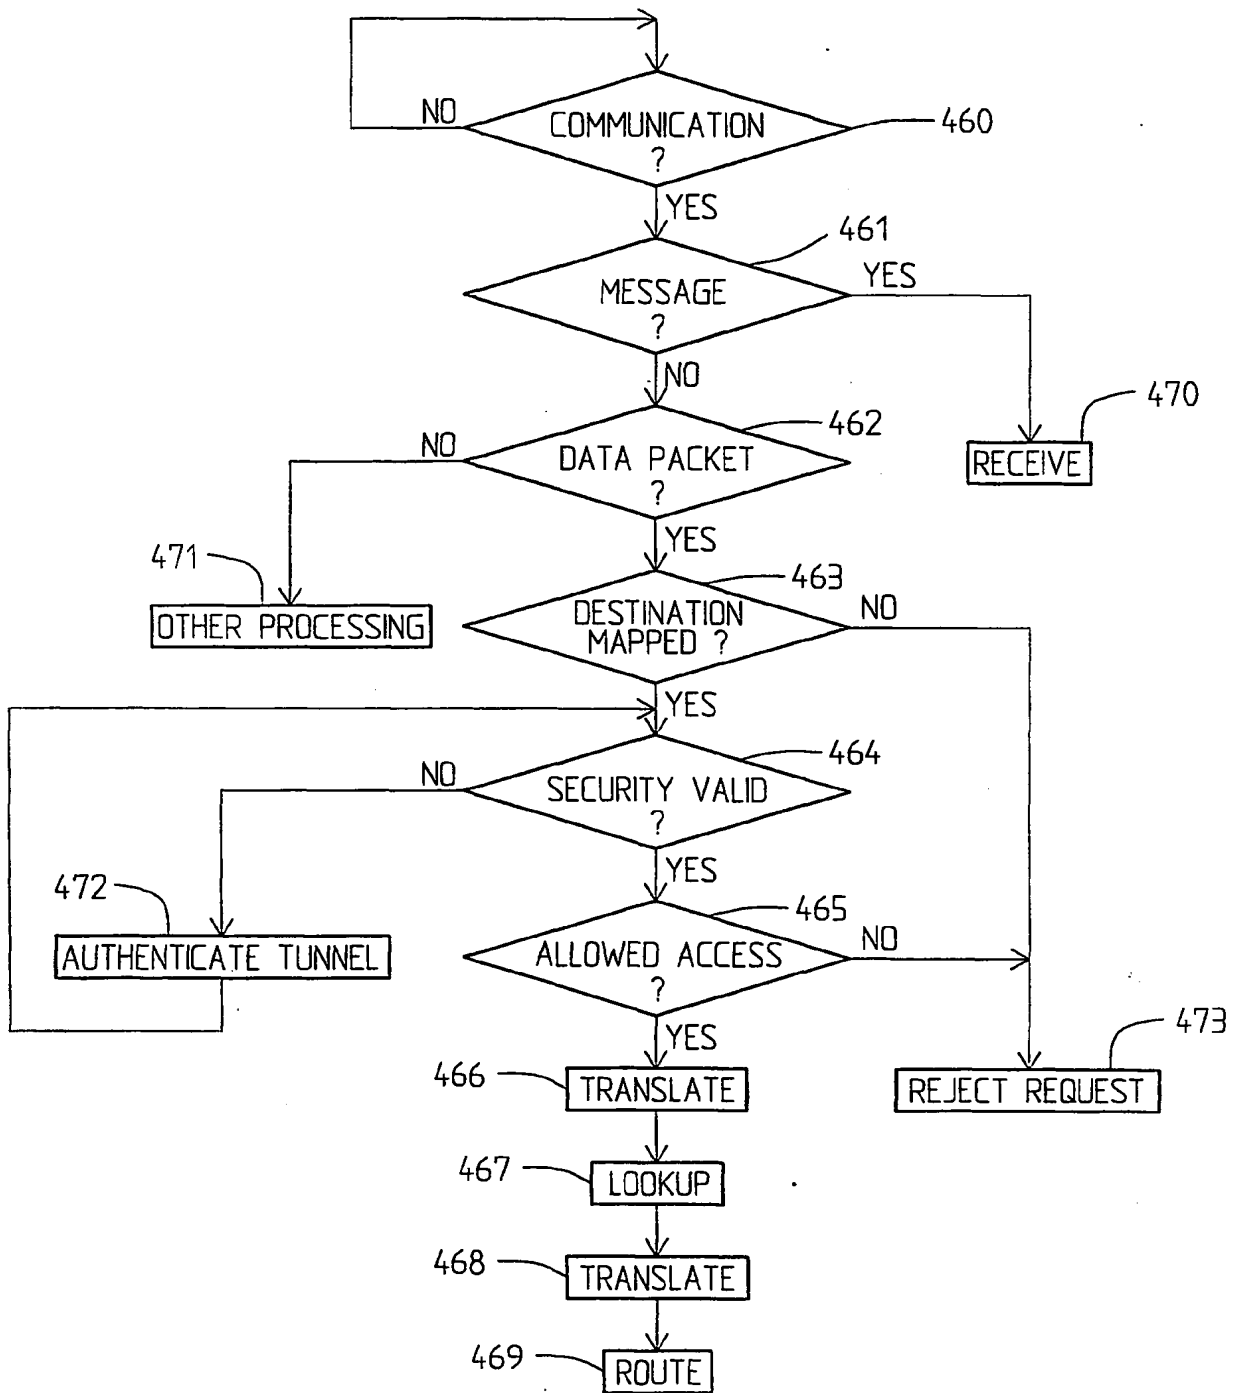 NO
COMMUNICATION
?
460
YES
461
MESSAGE
?
YES
NO
470
RECEIVE
462
NO
DATA PACKET
?
YES
471
OTHER PROCESSING
463
DESTINATION
MAPPED ?
NO
YES
464
NO
SECURITY VALID
?
YES
472
AUTHENTICATE TUNNEL
465
ALLOWED ACCESS
?
NO
YES
473
REJECT REQUEST
466
TRANSLATE
467
LOOKUP
468
TRANSLATE
469
ROUTE